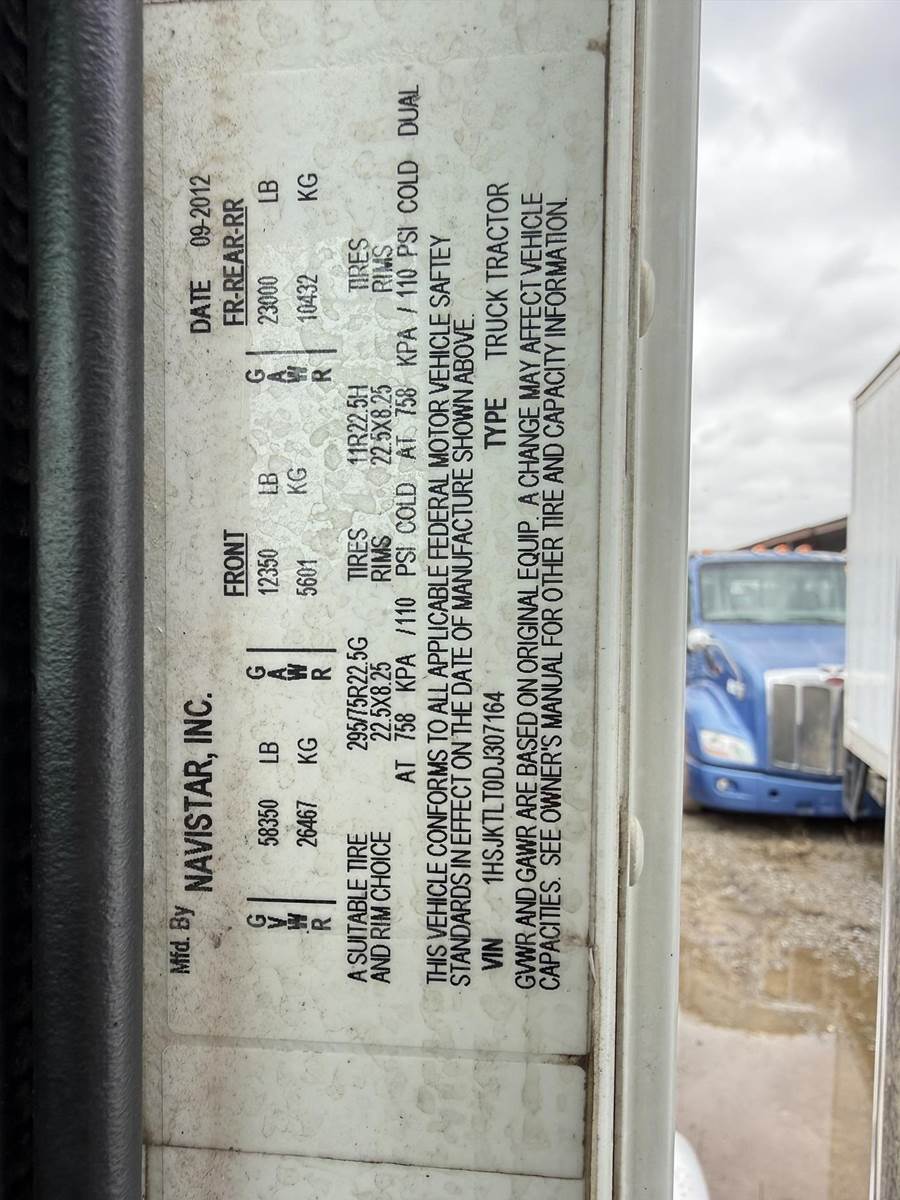 Mfd. By NAVISTAR, INC. DATE 09-2012
FRONT FR-REAR-RR
GVWR 58350 LB GAWR 12350 LB GAWR 23000 LB
26467 KG 5601 KG 10432 KG
A SUITABLE TIRE 295/75R22.5G TIRES 11R22.5H TIRES
AND RIM CHOICE 22.5X8.25 RIMS 22.5X8.25 RIMS
AT 758 KPA /110 PSI COLD AT 758 KPA / 110 PSI COLD DUAL
THIS VEHICLE CONFORMS TO ALL APPLICABLE FEDERAL MOTOR VEHICLE SAFTEY
STANDARDS IN EFFECT ON THE DATE OF MANUFACTURE SHOWN ABOVE.
VIN 1HSJKTLT0DJ307164 TYPE TRUCK TRACTOR
GVWR AND GAWR ARE BASED ON ORIGINAL EQUIP. A CHANGE MAY AFFECT VEHICLE
CAPACITIES. SEE OWNER'S MANUAL FOR OTHER TIRE AND CAPACITY INFORMATION.